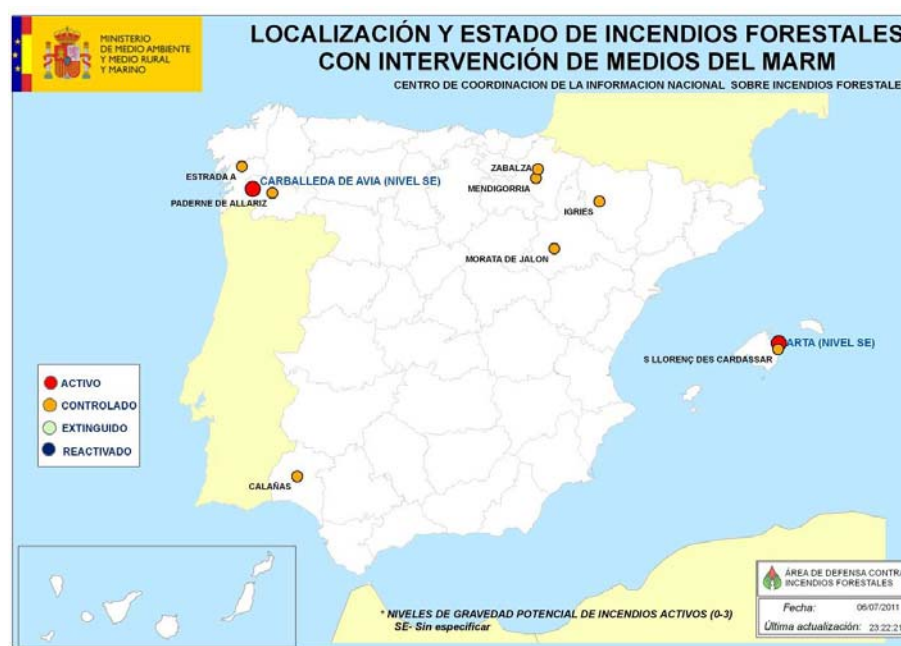 MINISTERIO
DE MEDIO AMBIENTE
Y MEDIO RURAL
Y MARINO
LOCALIZACIÓN Y ESTADO DE INCENDIOS FORESTALES
CON INTERVENCIÓN DE MEDIOS DEL MARM
CENTRO DE COORDINACION DE LA INFORMACION NACIONAL SOBRE INCENDIOS FORESTALE
ESTRADA A
CARBALLEDA DE AVIA (NIVEL SE)
PADERNE DE ALLARIZ
ZABALZA
MENDIGORRIA
IGRIES
MORATA DE JALON
ARTA (NIVEL SE)
S LLORENÇ DES CARDASSAR
ACTIVO
CONTROLADO
EXTINGUIDO
REACTIVADO
CALAÑAS
* NIVELES DE GRAVEDAD POTENCIAL DE INCENDIOS ACTIVOS (0-3)
SE- Sin especificar
ÁREA DE DEFENSA CONTRA
INCENDIOS FORESTALES
Fecha: 06/07/2011
Última actualización: 23:22:21